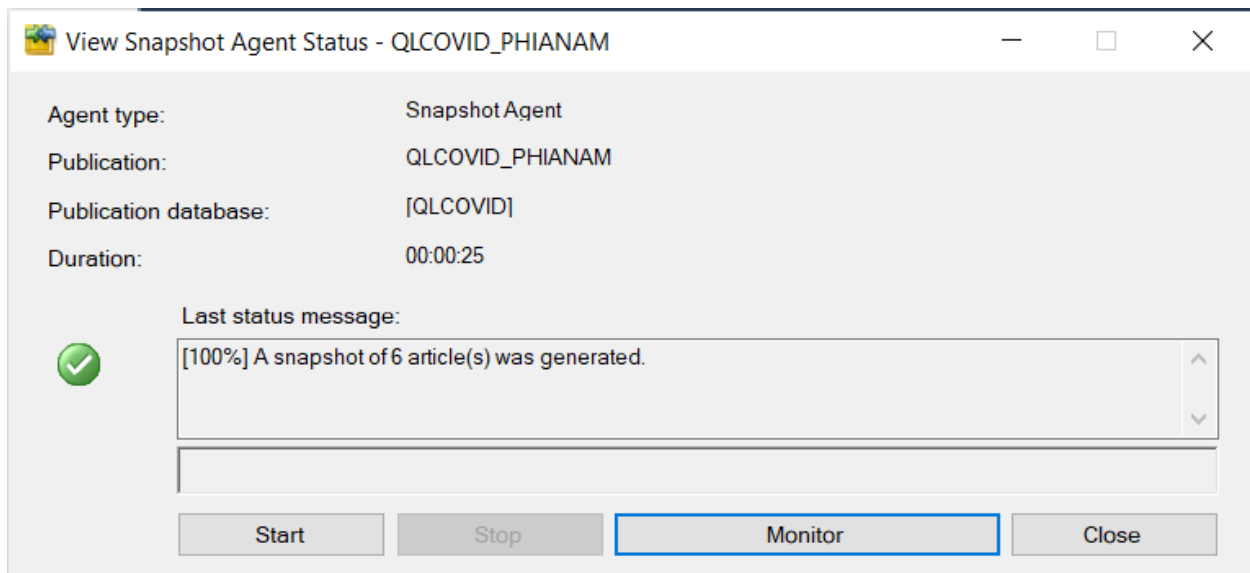 View Snapshot Agent Status - QLCOVID_PHIANAM
Agent type: Snapshot Agent
Publication: QLCOVID_PHIANAM
Publication database: [QLCOVID]
Duration: 00:00:25
Last status message:
[100%] A snapshot of 6 article(s) was generated.
Start Stop Monitor Close